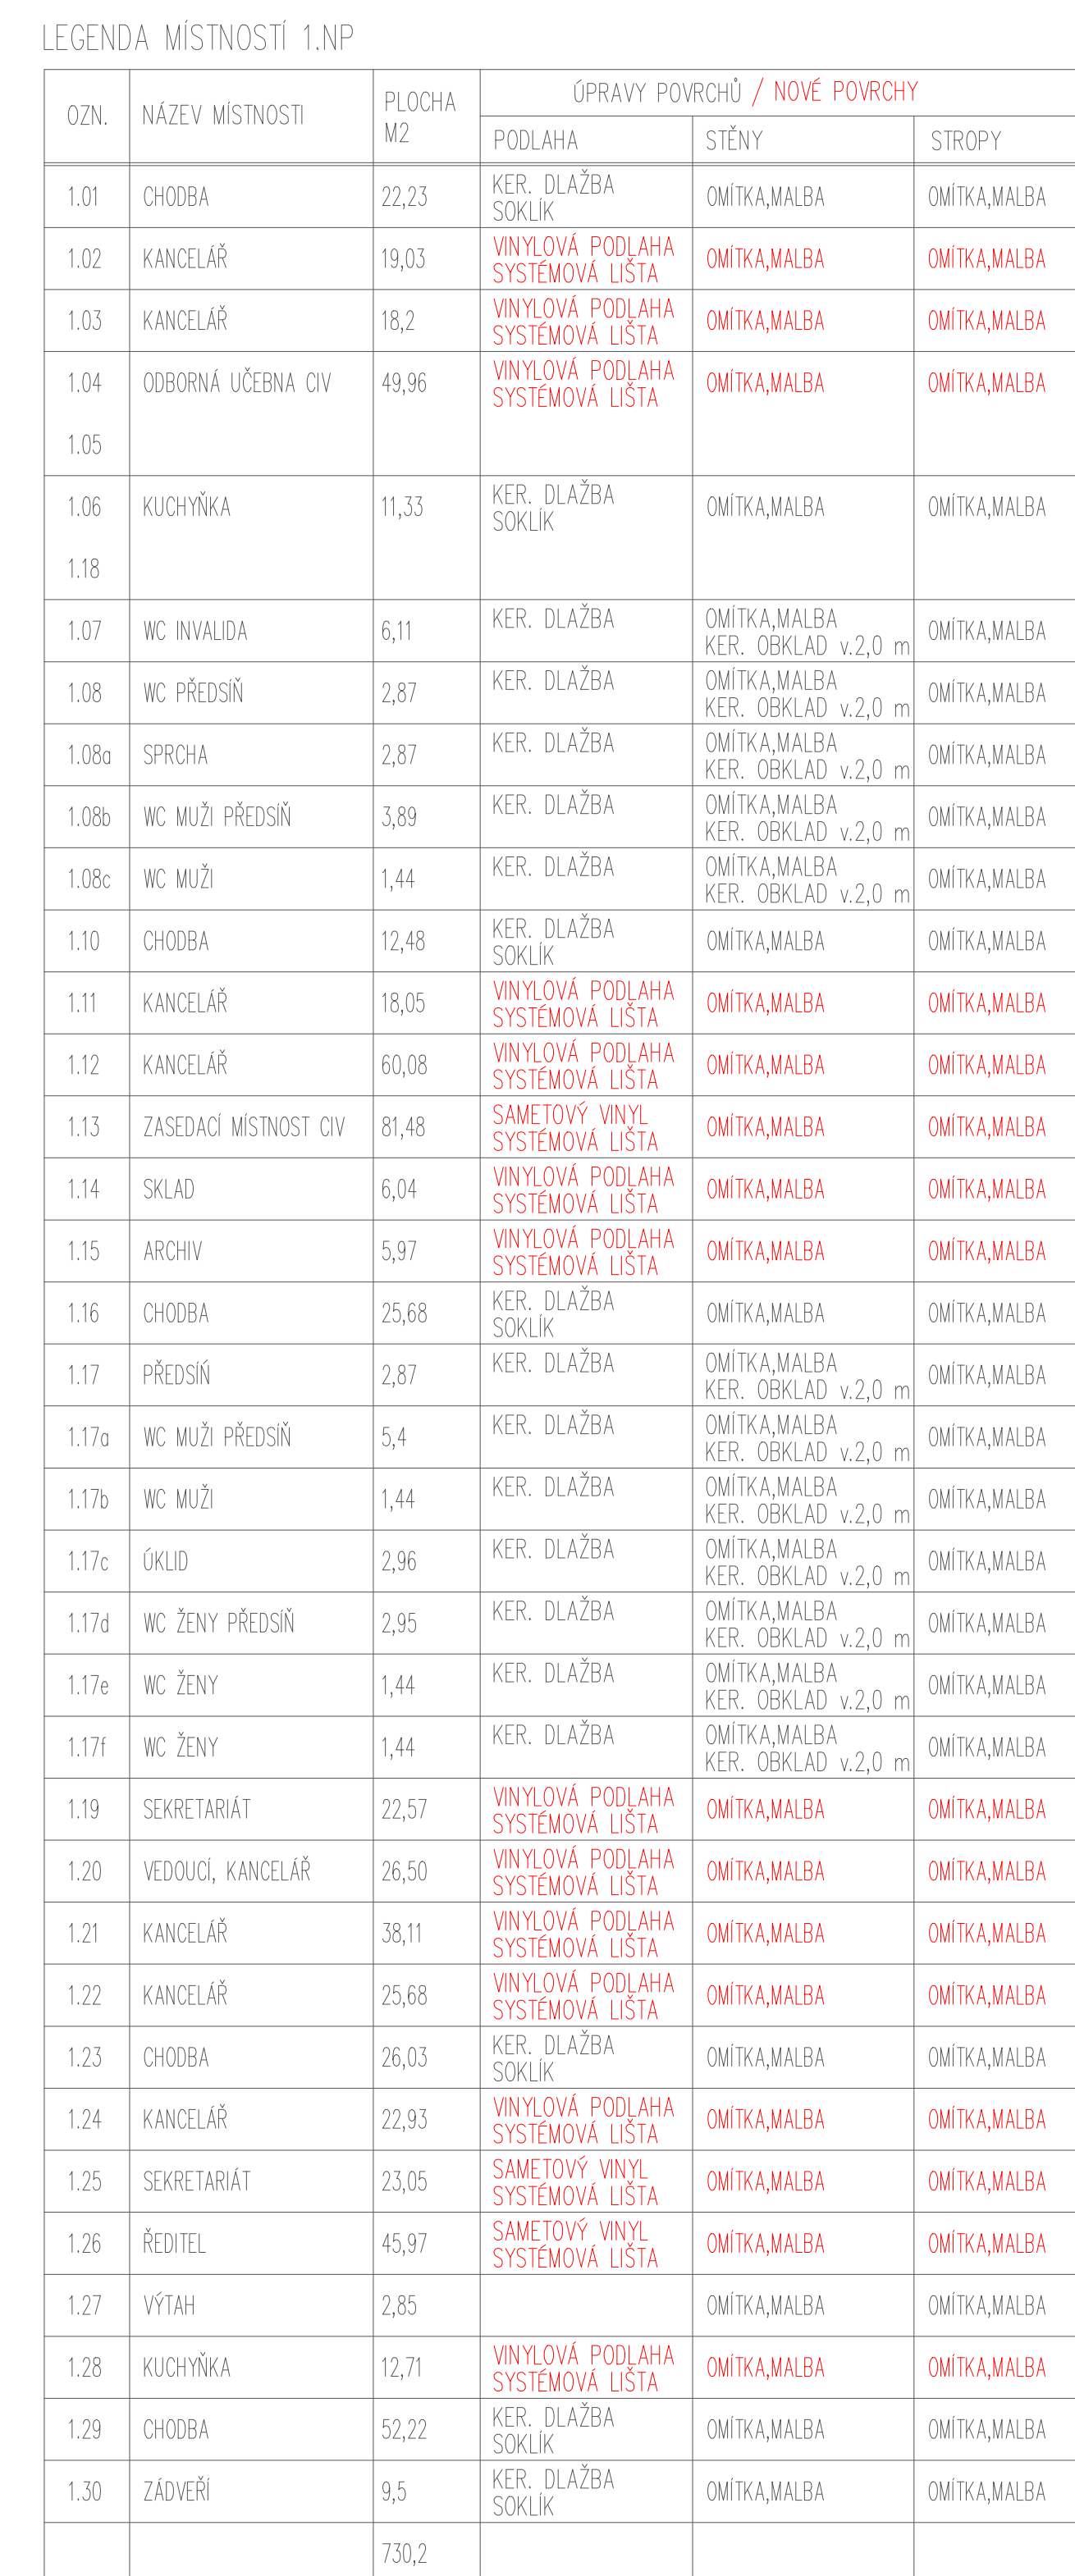 LEGENDA MÍSTNOSTÍ 1.NP
OZN. NÁZEV MÍSTNOSTI PLOCHA M2 ÚPRAVY POVRCHŮ / NOVÉ POVRCHY
PODLAHA STĚNY STROPY
1.01 CHODBA 22,23 KER. DLAŽBA OMÍTKA,MALBA OMÍTKA,MALBA
SOKLÍK
1.02 KANCELÁŘ 19,03 VINYLOVÁ PODLAHA OMÍTKA,MALBA OMÍTKA,MALBA
SYSTÉMOVÁ LIŠTA
1.03 KANCELÁŘ 18,2 VINYLOVÁ PODLAHA OMÍTKA,MALBA OMÍTKA,MALBA
SYSTÉMOVÁ LIŠTA
1.04 ODBORNÁ UČEBNA CIV 49,96 VINYLOVÁ PODLAHA OMÍTKA,MALBA OMÍTKA,MALBA
SYSTÉMOVÁ LIŠTA
1.05
1.06 KUCHYŇKA 11,33 KER. DLAŽBA OMÍTKA,MALBA OMÍTKA,MALBA
SOKLÍK
1.18
1.07 WC INVALIDA 6,11 KER. DLAŽBA OMÍTKA,MALBA OMÍTKA,MALBA
KER. OBKLAD v.2,0 m
1.08 WC PŘEDSÍŇ 2,87 KER. DLAŽBA OMÍTKA,MALBA OMÍTKA,MALBA
KER. OBKLAD v.2,0 m
1.08a SPRCHA 2,87 KER. DLAŽBA OMÍTKA,MALBA OMÍTKA,MALBA
KER. OBKLAD v.2,0 m
1.08b WC MUŽI PŘEDSÍŇ 3,89 KER. DLAŽBA OMÍTKA,MALBA OMÍTKA,MALBA
KER. OBKLAD v.2,0 m
1.08c WC MUŽI 1,44 KER. DLAŽBA OMÍTKA,MALBA OMÍTKA,MALBA
KER. OBKLAD v.2,0 m
1.10 CHODBA 12,48 KER. DLAŽBA OMÍTKA,MALBA OMÍTKA,MALBA
SOKLÍK
1.11 KANCELÁŘ 18,05 VINYLOVÁ PODLAHA OMÍTKA,MALBA OMÍTKA,MALBA
SYSTÉMOVÁ LIŠTA
1.12 KANCELÁŘ 60,08 VINYLOVÁ PODLAHA OMÍTKA,MALBA OMÍTKA,MALBA
SYSTÉMOVÁ LIŠTA
1.13 ZASEDACÍ MÍSTNOST CIV 81,48 SAMETOVÝ VINYL OMÍTKA,MALBA OMÍTKA,MALBA
SYSTÉMOVÁ LIŠTA
1.14 SKLAD 6,04 VINYLOVÁ PODLAHA OMÍTKA,MALBA OMÍTKA,MALBA
SYSTÉMOVÁ LIŠTA
1.15 ARCHIV 5,97 VINYLOVÁ PODLAHA OMÍTKA,MALBA OMÍTKA,MALBA
SYSTÉMOVÁ LIŠTA
1.16 CHODBA 25,68 KER. DLAŽBA OMÍTKA,MALBA OMÍTKA,MALBA
SOKLÍK
1.17 PŘEDSÍŃ 2,87 KER. DLAŽBA OMÍTKA,MALBA OMÍTKA,MALBA
KER. OBKLAD v.2,0 m
1.17a WC MUŽI PŘEDSÍŇ 5,4 KER. DLAŽBA OMÍTKA,MALBA OMÍTKA,MALBA
KER. OBKLAD v.2,0 m
1.17b WC MUŽI 1,44 KER. DLAŽBA OMÍTKA,MALBA OMÍTKA,MALBA
KER. OBKLAD v.2,0 m
1.17c ÚKLID 2,96 KER. DLAŽBA OMÍTKA,MALBA OMÍTKA,MALBA
KER. OBKLAD v.2,0 m
1.17d WC ŽENY PŘEDSÍŇ 2,95 KER. DLAŽBA OMÍTKA,MALBA OMÍTKA,MALBA
KER. OBKLAD v.2,0 m
1.17e WC ŽENY 1,44 KER. DLAŽBA OMÍTKA,MALBA OMÍTKA,MALBA
KER. OBKLAD v.2,0 m
1.17f WC ŽENY 1,44 KER. DLAŽBA OMÍTKA,MALBA OMÍTKA,MALBA
KER. OBKLAD v.2,0 m
1.19 SEKRETARIÁT 22,57 VINYLOVÁ PODLAHA OMÍTKA,MALBA OMÍTKA,MALBA
SYSTÉMOVÁ LIŠTA
1.20 VEDOUCÍ, KANCELÁŘ 26,50 VINYLOVÁ PODLAHA OMÍTKA,MALBA OMÍTKA,MALBA
SYSTÉMOVÁ LIŠTA
1.21 KANCELÁŘ 38,11 VINYLOVÁ PODLAHA OMÍTKA,MALBA OMÍTKA,MALBA
SYSTÉMOVÁ LIŠTA
1.22 KANCELÁŘ 25,68 VINYLOVÁ PODLAHA OMÍTKA,MALBA OMÍTKA,MALBA
SYSTÉMOVÁ LIŠTA
1.23 CHODBA 26,03 KER. DLAŽBA OMÍTKA,MALBA OMÍTKA,MALBA
SOKLÍK
1.24 KANCELÁŘ 22,93 VINYLOVÁ PODLAHA OMÍTKA,MALBA OMÍTKA,MALBA
SYSTÉMOVÁ LIŠTA
1.25 SEKRETARIÁT 23,05 SAMETOVÝ VINYL OMÍTKA,MALBA OMÍTKA,MALBA
SYSTÉMOVÁ LIŠTA
1.26 ŘEDITEL 45,97 SAMETOVÝ VINYL OMÍTKA,MALBA OMÍTKA,MALBA
SYSTÉMOVÁ LIŠTA
1.27 VÝTAH 2,85 OMÍTKA,MALBA OMÍTKA,MALBA
1.28 KUCHYŇKA 12,71 VINYLOVÁ PODLAHA OMÍTKA,MALBA OMÍTKA,MALBA
SYSTÉMOVÁ LIŠTA
1.29 CHODBA 52,22 KER. DLAŽBA OMÍTKA,MALBA OMÍTKA,MALBA
SOKLÍK
1.30 ZÁDVEŘÍ 9,5 KER. DLAŽBA OMÍTKA,MALBA OMÍTKA,MALBA
SOKLÍK
730,2